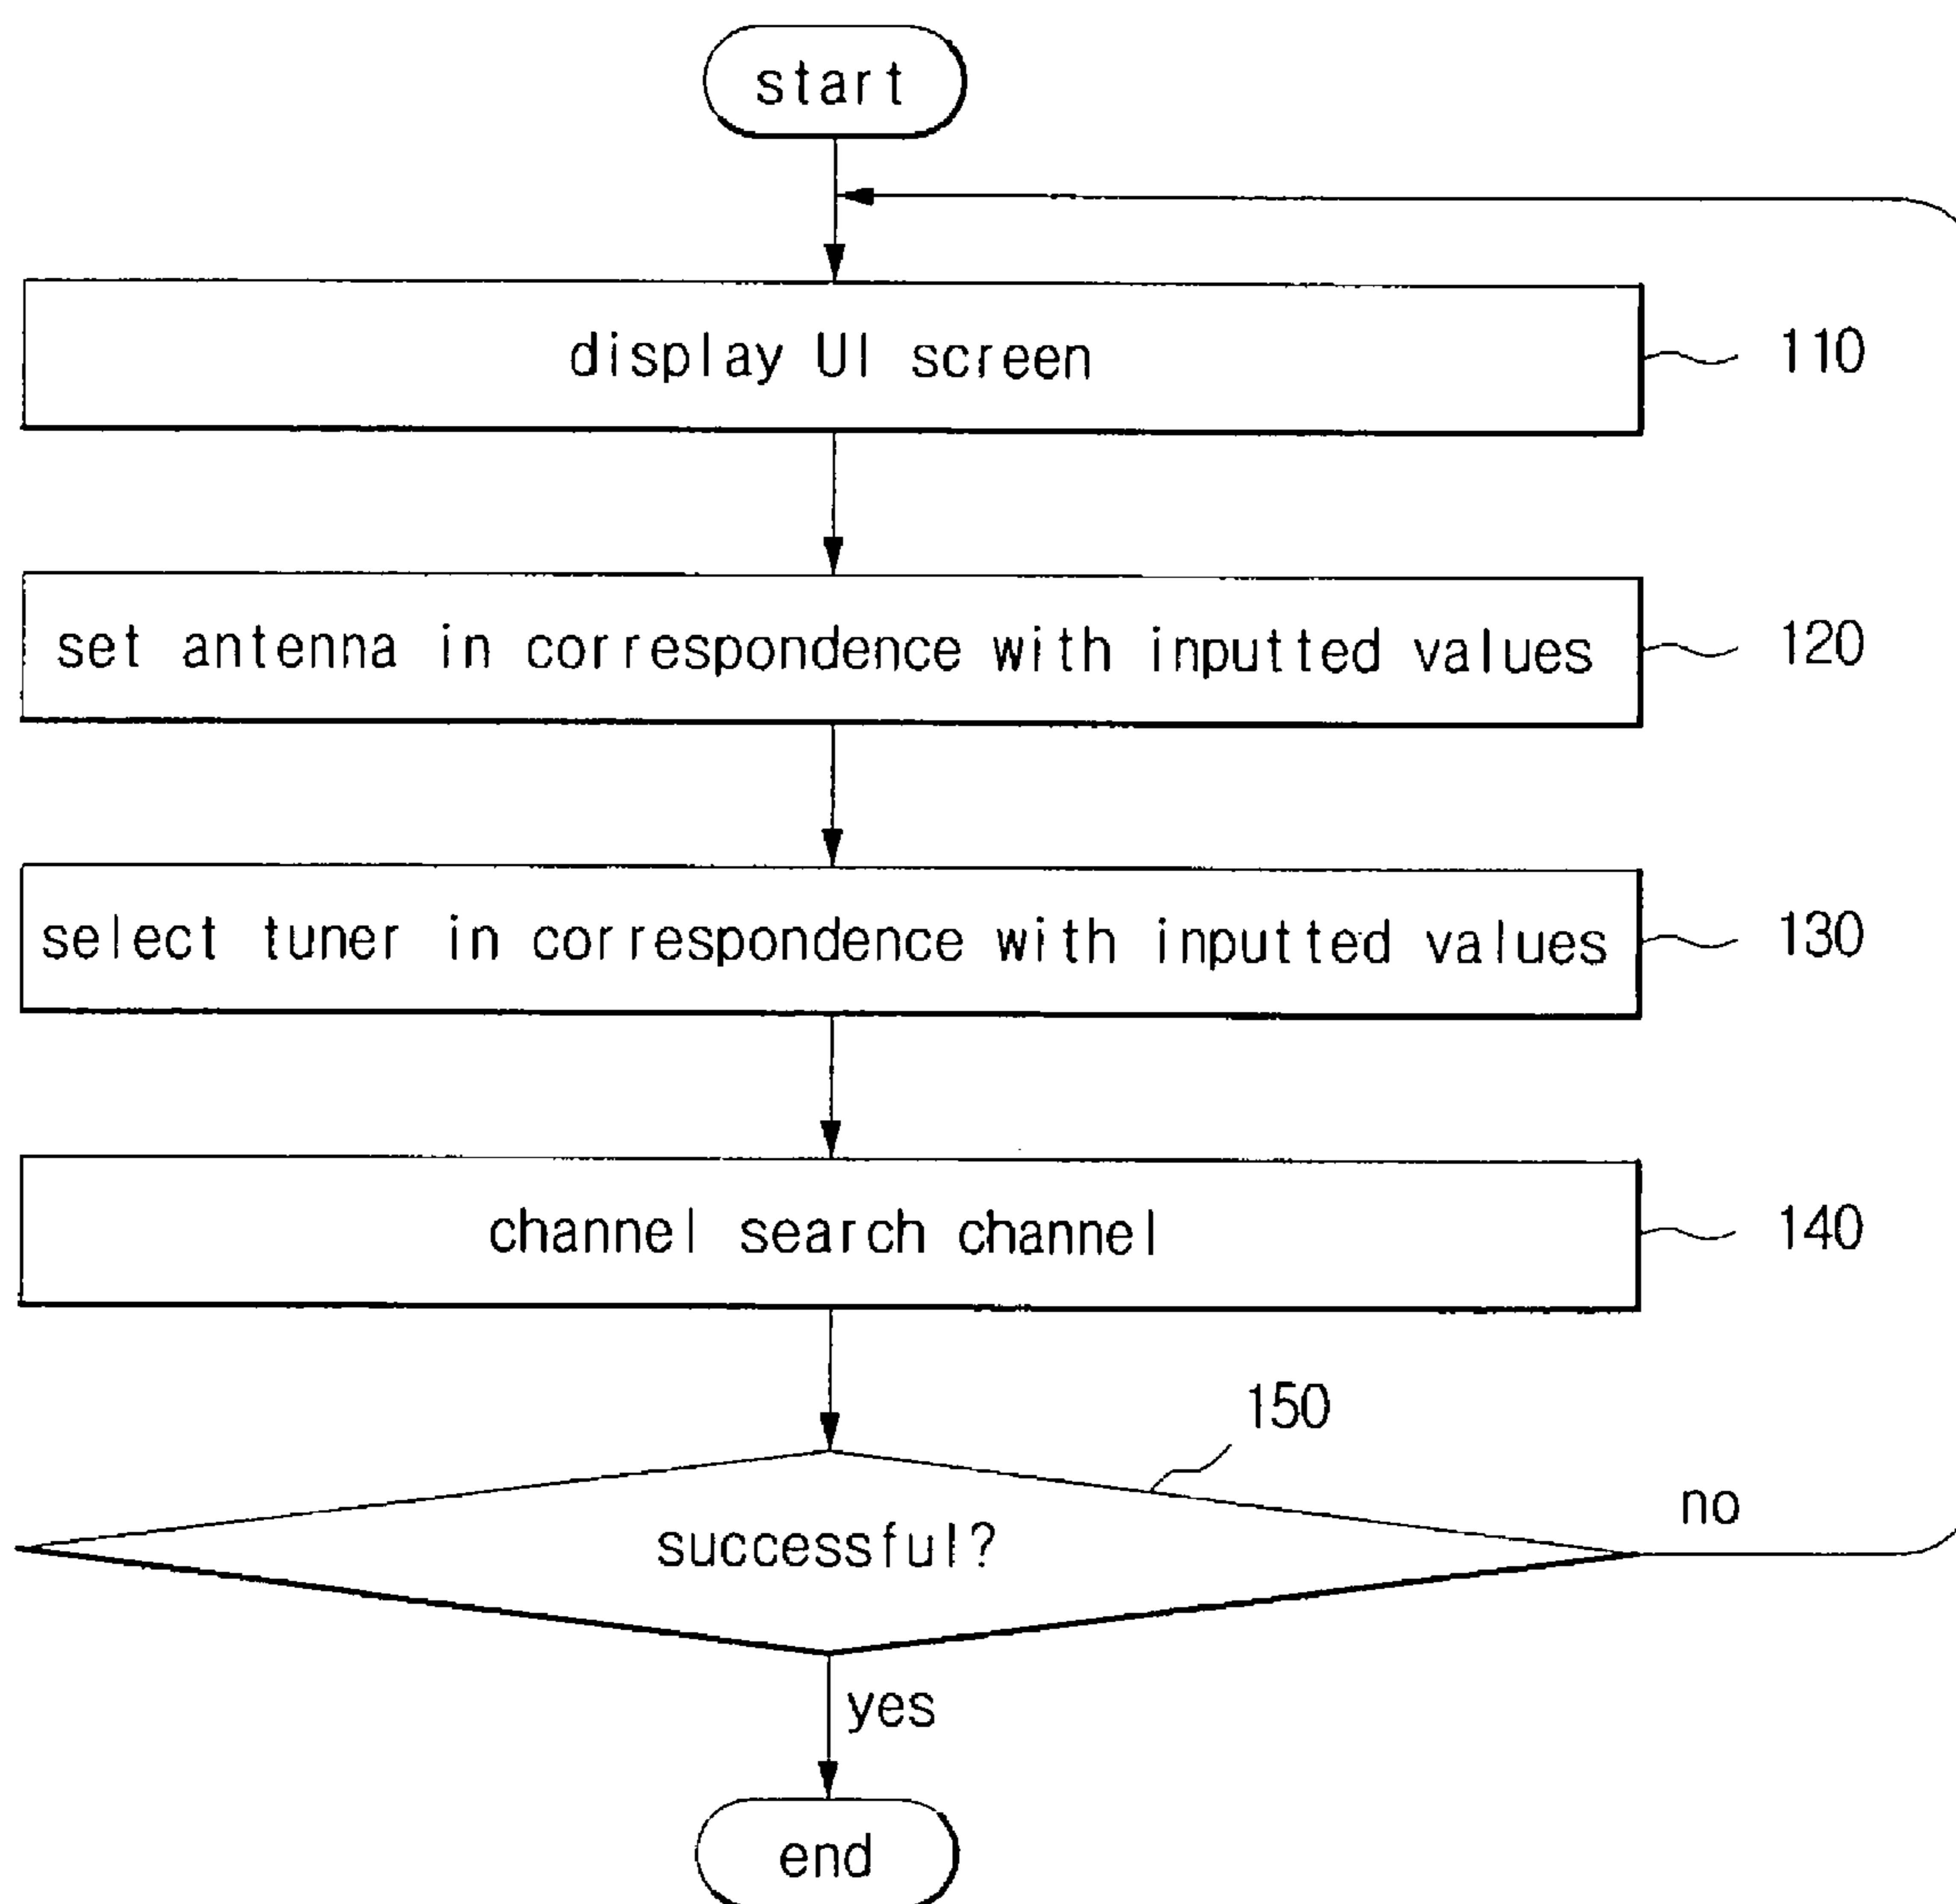 start
display UI screen
110
set antenna in correspondence with inputted values
120
select tuner in correspondence with inputted values
130
channel search channel
140
150
successful?
no
yes
end